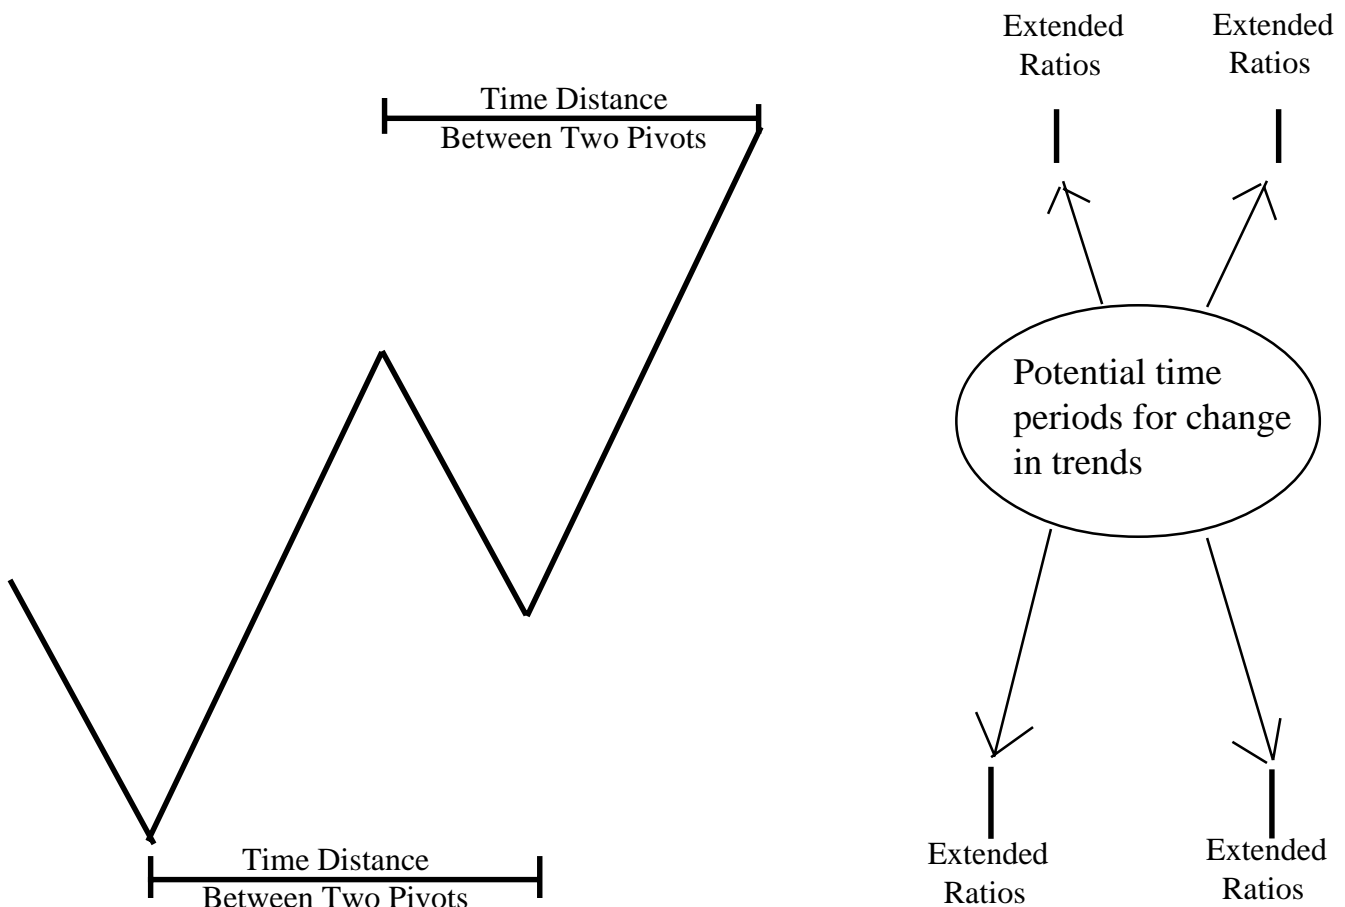 Extended
Ratios
Extended
Ratios
Time Distance
Between Two Pivots
Potential time
periods for change
in trends
Time Distance
Between Two Pivots
Extended
Ratios
Extended
Ratios